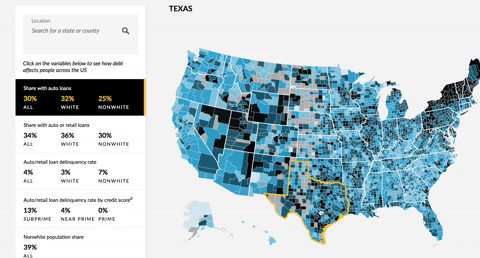 TEXAS
Location
Search for a state or county
Click on the variables below to see how debt
affects people across the US
Share with auto loans
30% 32% 25%
ALL WHITE NONWHITE
Share with auto or retail loans
34% 36% 30%
ALL WHITE NONWHITE
Auto/retail loan delinquency rate
4% 3% 7%
ALL WHITE NONWHITE
Auto/retail loan delinquency rate by credit score
13% 4% 0%
SUBPRIME NEAR PRIME PRIME
Nonwhite population share
39%
ALL